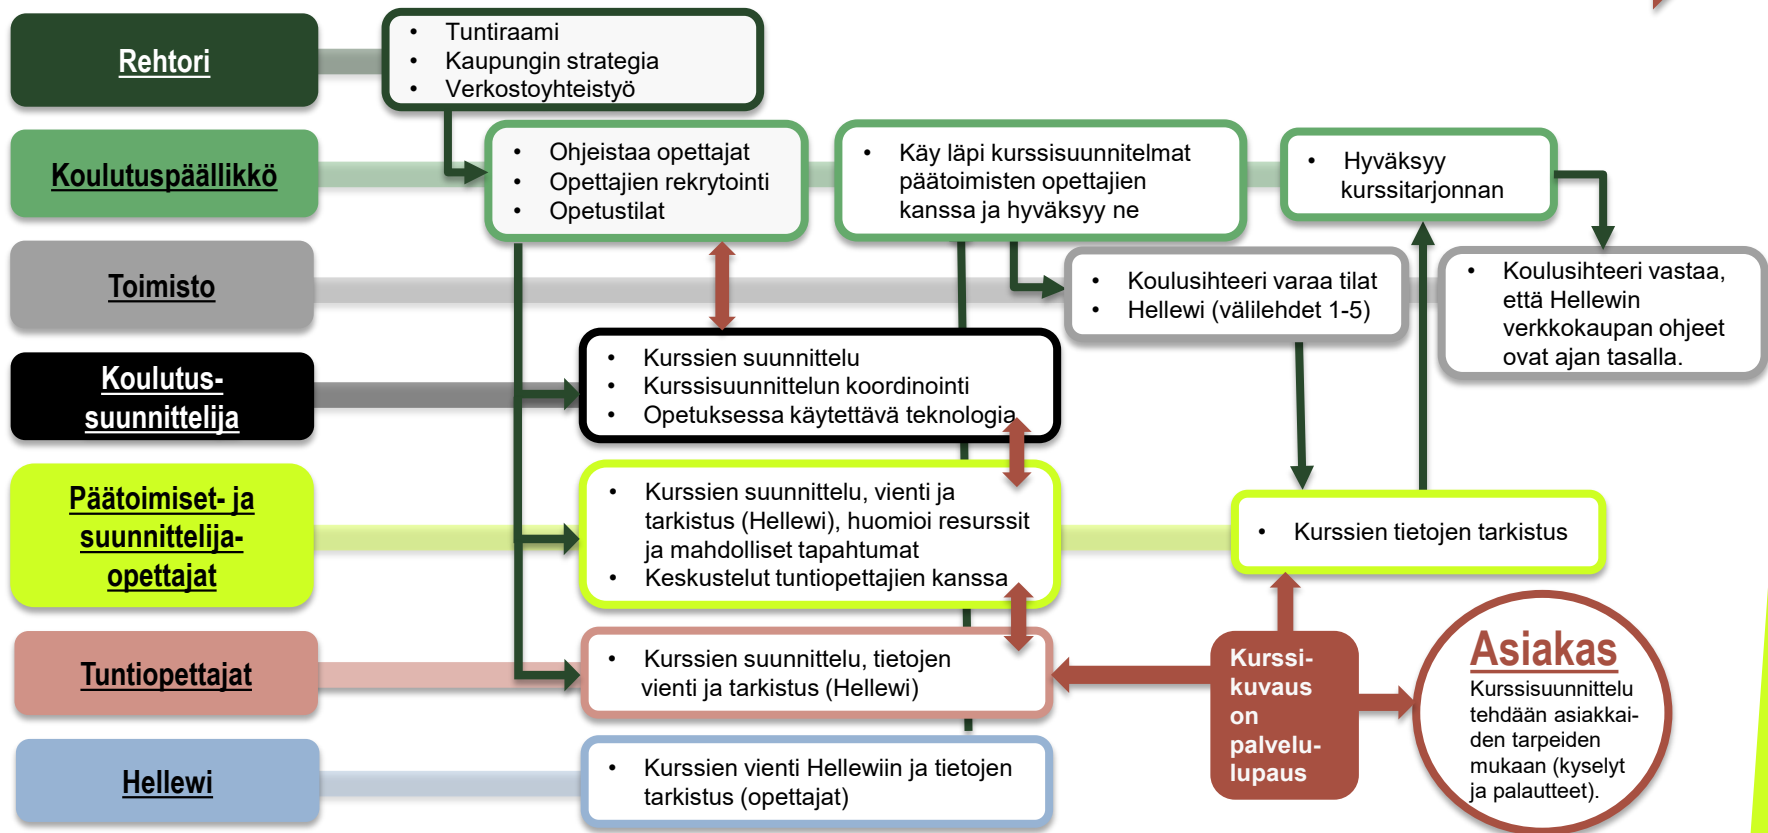 Rehtori
• Tuntiraami
• Kaupungin strategia
• Verkostoyhteistyö
Koulutuspäällikkö
• Ohjeistaa opettajat
• Opettajien rekrytointi
• Opetustilat
• Käy läpi kurssisuunnitelmat
päätoimisten opettajien
kanssa ja hyväksyy ne
• Hyväksyy
kurssitarjonnan
Toimisto
• Koulusihteeri varaa tilat
• Hellewi (välilehdet 1-5)
• Koulusihteeri vastaa,
että Hellewin
verkkokaupan ohjeet
ovat ajan tasalla.
Koulutus-
suunnittelija
• Kurssien suunnittelu
• Kurssisuunnittelun koordinointi
• Opetuksessa käytettävä teknologia
Päätoimiset- ja
suunnittelija-
opettajat
• Kurssien suunnittelu, vienti ja
tarkistus (Hellewi), huomioi resurssit
ja mahdolliset tapahtumat
• Keskustelut tuntiopettajien kanssa
• Kurssien tietojen tarkistus
Tuntiopettajat
• Kurssien suunnittelu, tietojen
vienti ja tarkistus (Hellewi)
Kurssi-
kuvaus
on
palvelu-
lupaus
Asiakas
Kurssisuunnittelu
tehdään asiakkai-
den tarpeiden
mukaan (kyselyt
ja palautteet).
Hellewi
• Kurssien vienti Hellewiin ja tietojen
tarkistus (opettajat)